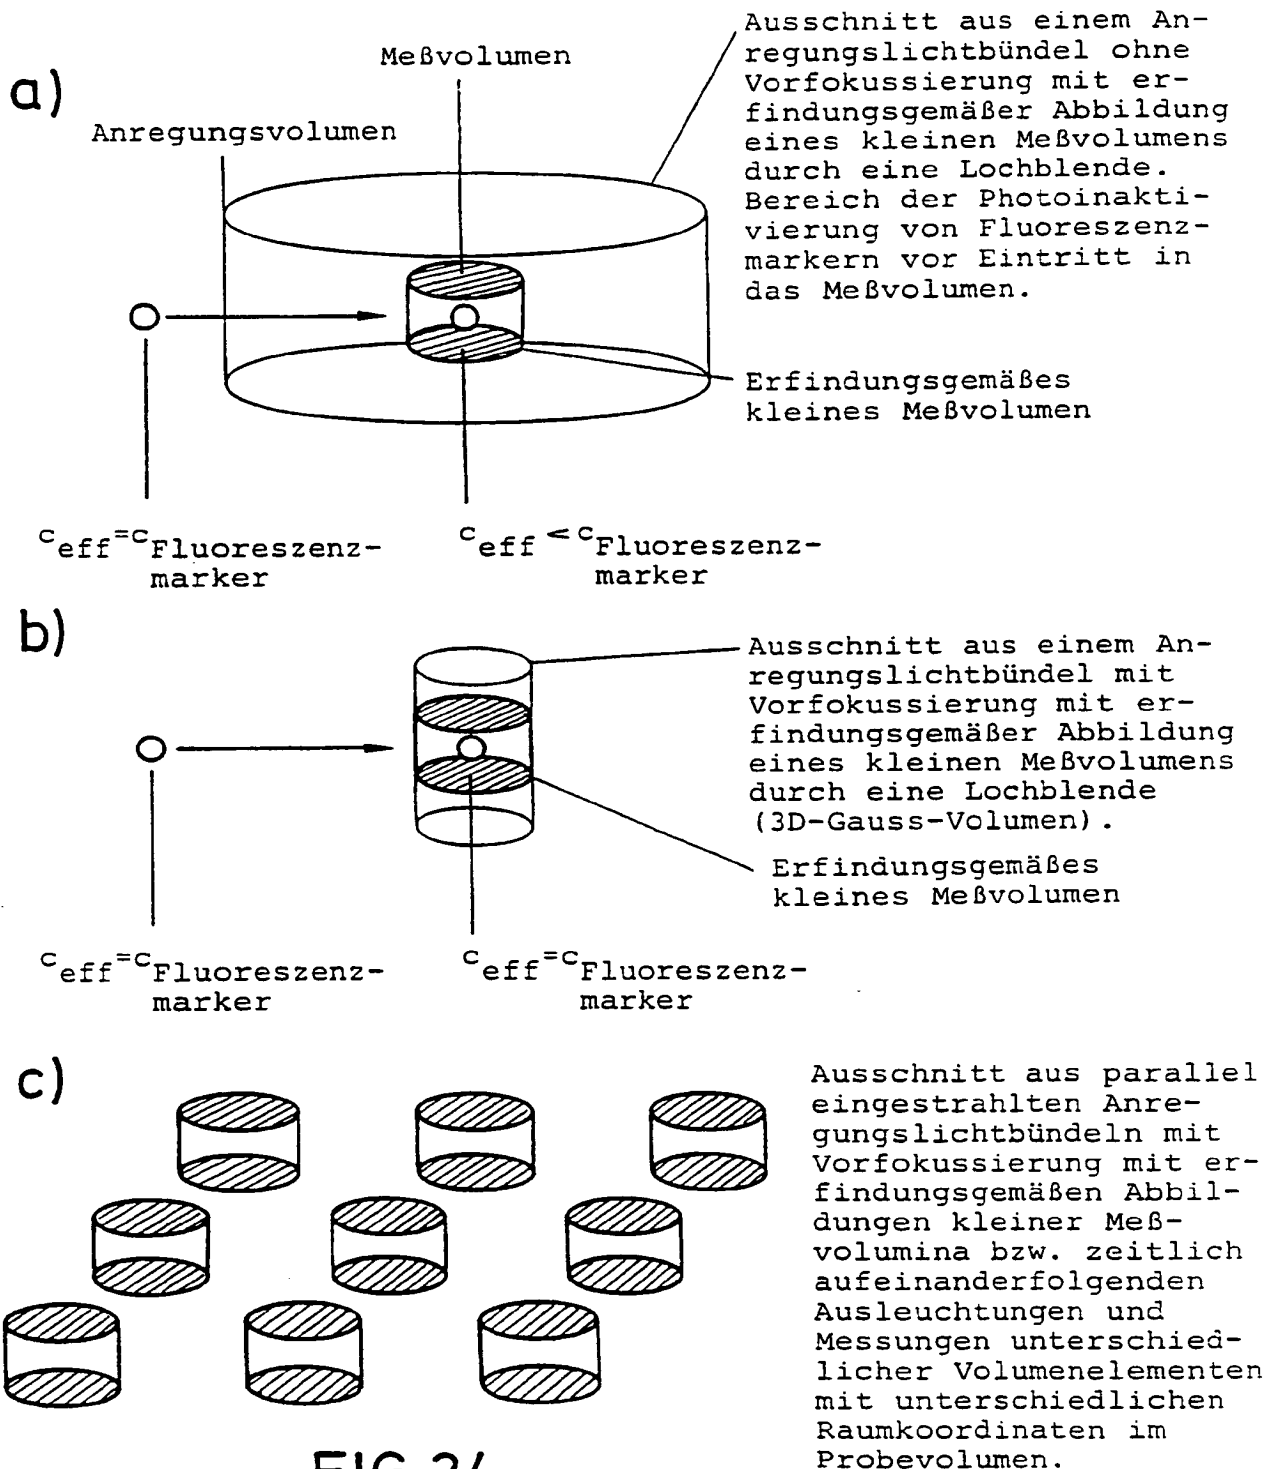 a)
Meßvolumen
Anregungsvolumen
Ausschnitt aus einem An-
regungslichtbündel ohne
Vorfokussierung mit er-
findungsgemäßer Abbildung
eines kleinen Meßvolumens
durch eine Lochblende.
Bereich der Photoinakti-
vierung von Fluoreszenz-
markern vor Eintritt in
das Meßvolumen.
Erfindungsgemäßes
kleines Meßvolumen
ceff=cFluoreszenz-
marker
ceff<cFluoreszenz-
marker
b)
Ausschnitt aus einem An-
regungslichtbündel mit
Vorfokussierung mit er-
findungsgemäßer Abbildung
eines kleinen Meßvolumens
durch eine Lochblende
(3D-Gauss-Volumen).
Erfindungsgemäßes
kleines Meßvolumen
ceff=cFluoreszenz-
marker
ceff=cFluoreszenz-
marker
c)
Ausschnitt aus parallel
eingestrahlten Anre-
gungslichtbündeln mit
Vorfokussierung mit er-
findungsgemäßen Abbil-
dungen kleiner Meß-
volumina bzw. zeitlich
aufeinanderfolgenden
Ausleuchtungen und
Messungen unterschied-
licher Volumenelementen
mit unterschiedlichen
Raumkoordinaten im
Probevolumen.